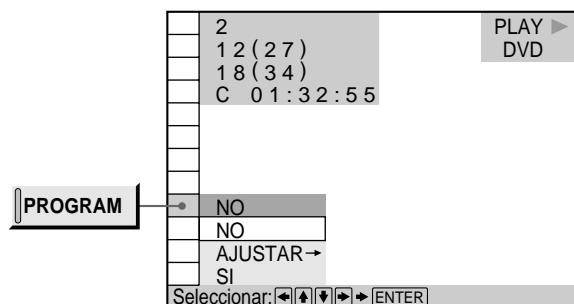 2
12(27)
18(34)
C 01:32:55
PLAY ►
DVD
PROGRAM
NO
NO
AJUSTAR→
SI
Seleccionar: ← ↑ ↓ → → ENTER